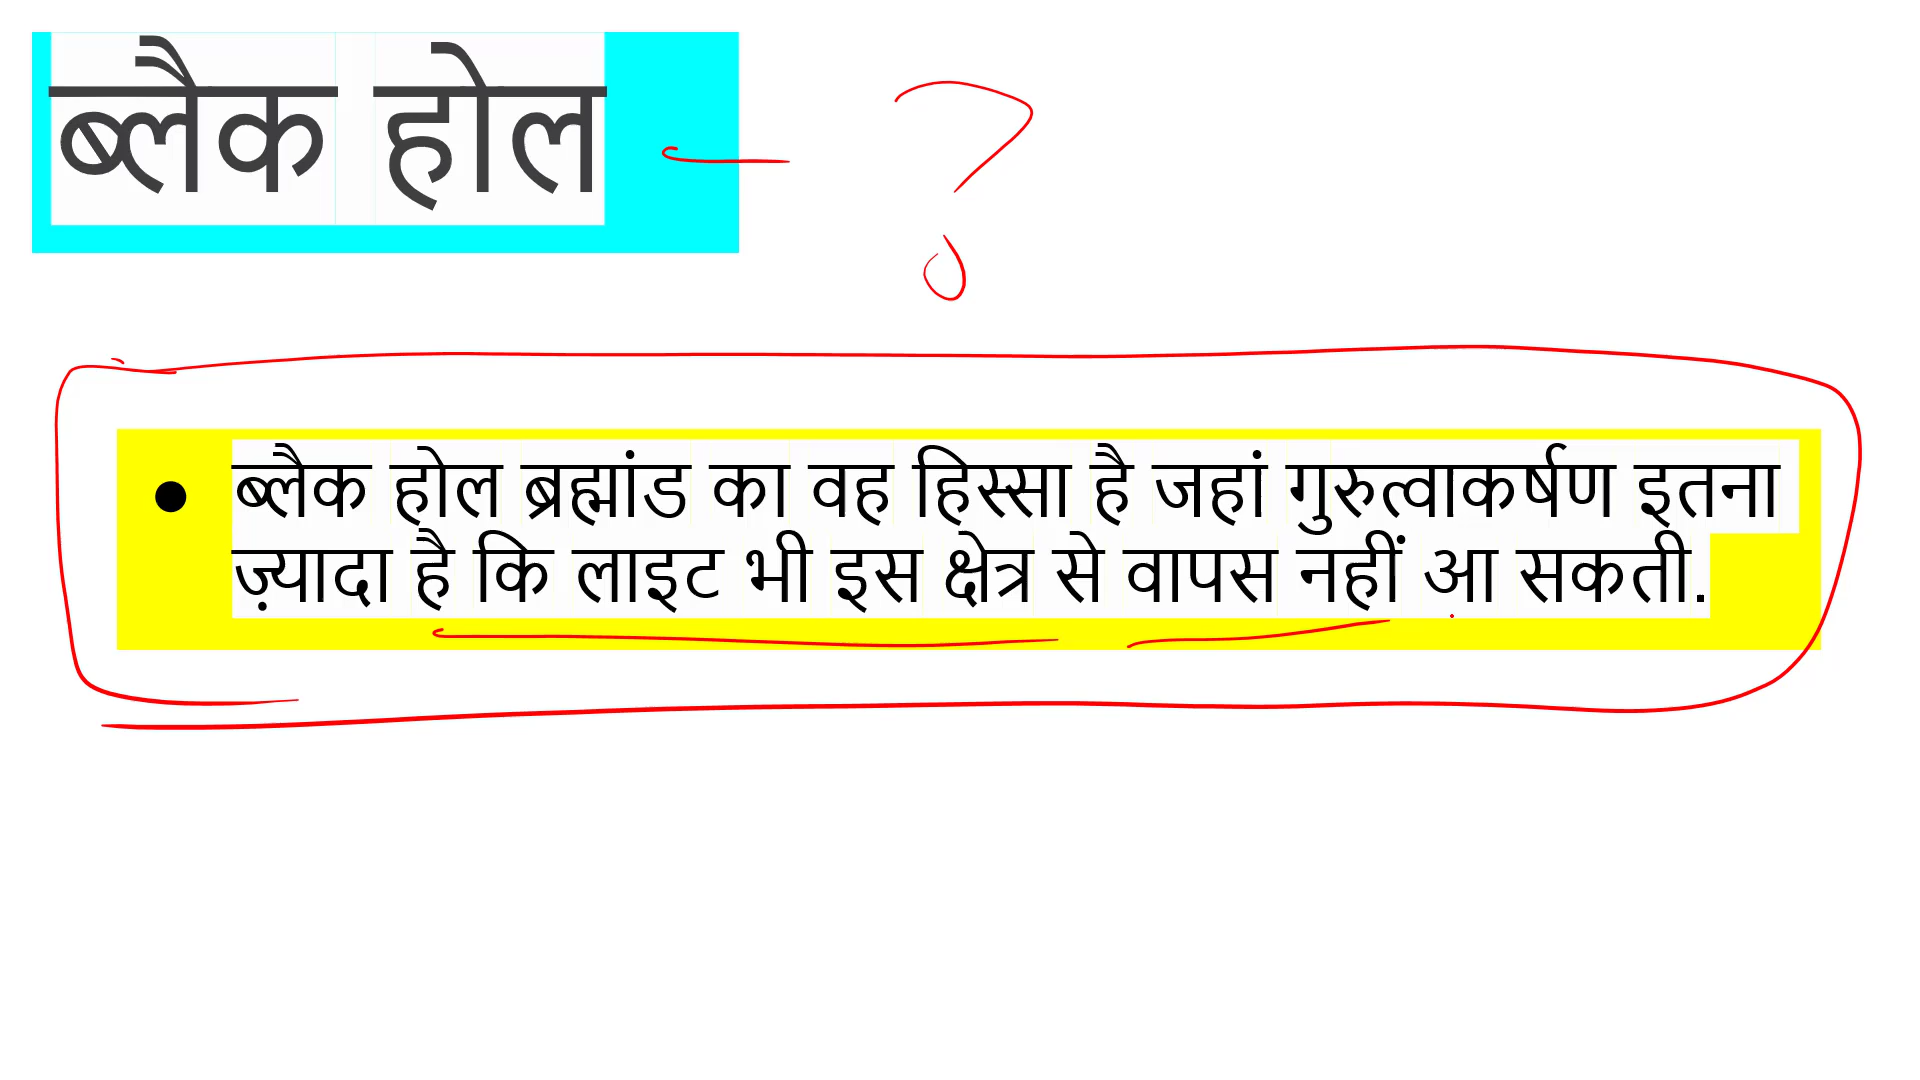 ब्लैक होल ?
ब्लैक होल ब्रह्मांड का वह हिस्सा है जहां गुरुत्वाकर्षण इतना
ज़्यादा है कि लाइट भी इस क्षेत्र से वापस नहीं आ सकती.